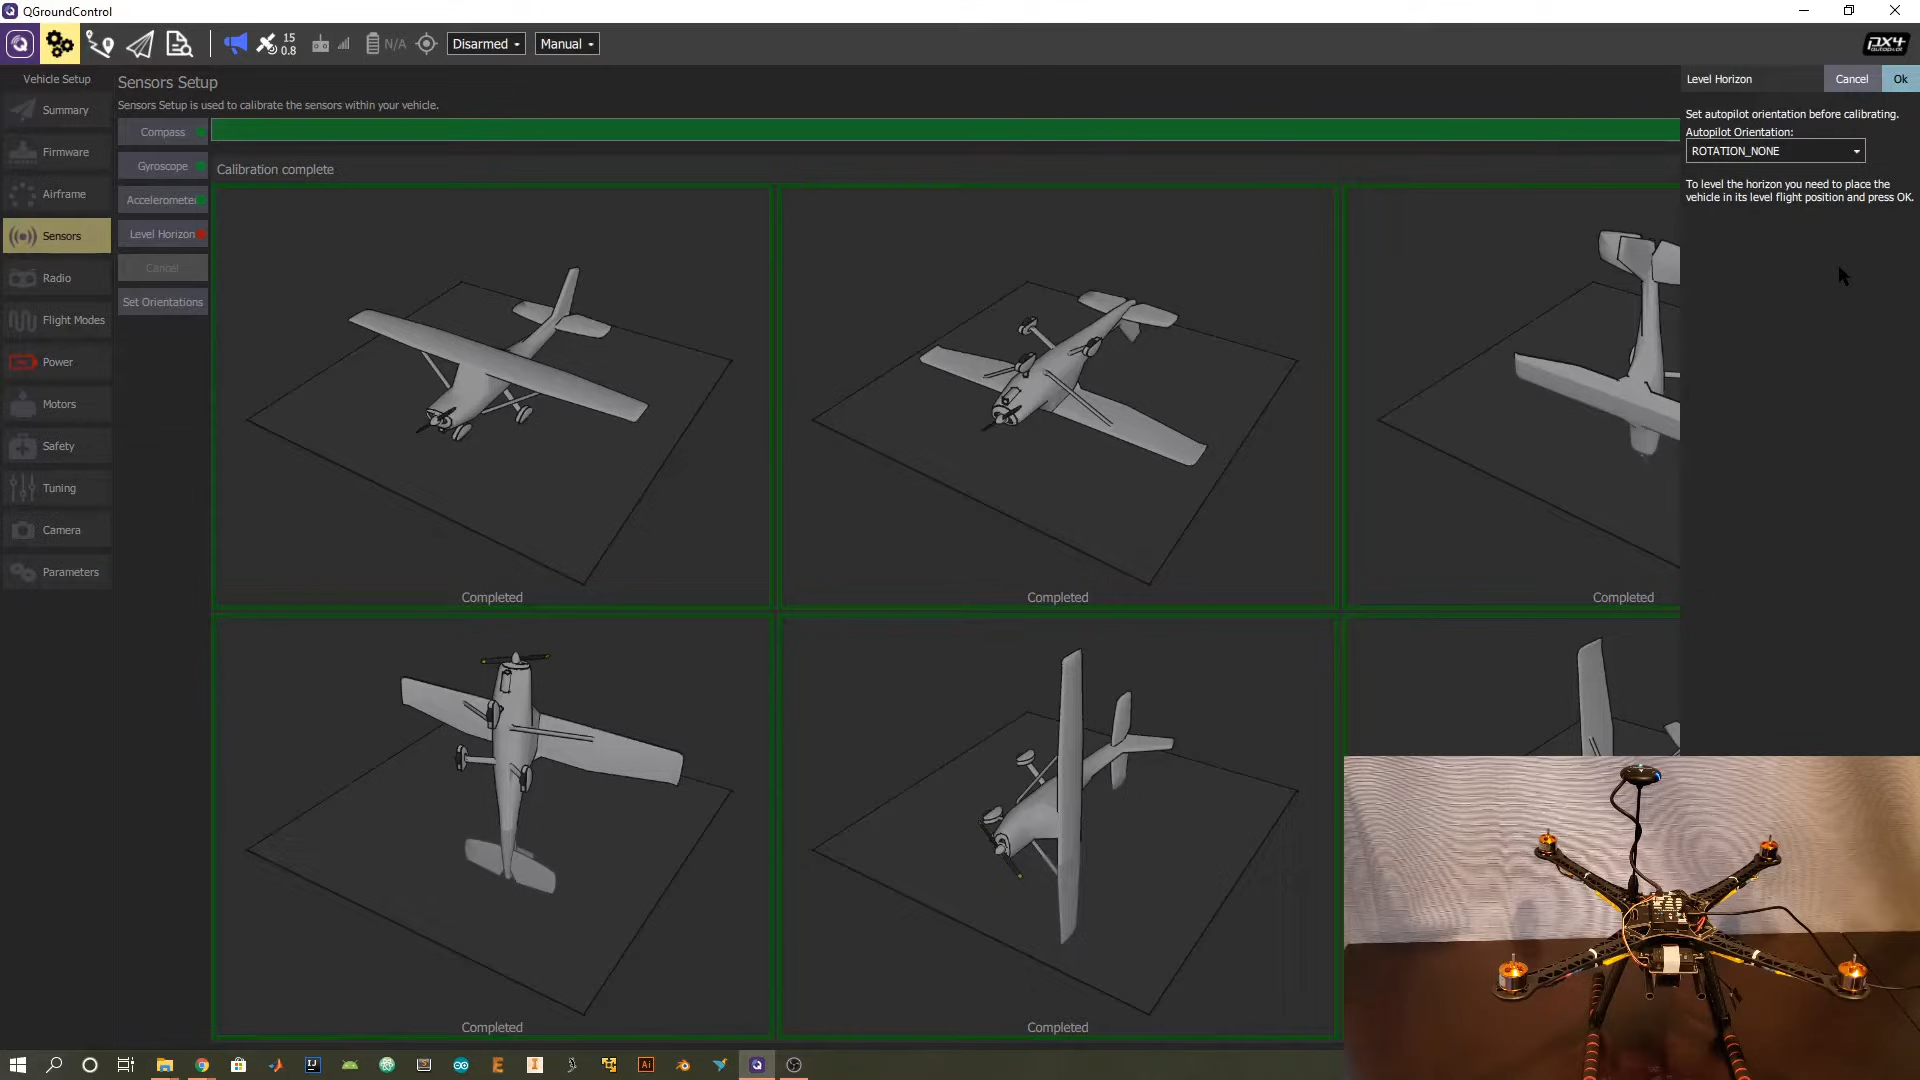 QGroundControl
15
0.8
N/A
Disarmed
Manual
px4
autopilot
Vehicle Setup
Summary
Firmware
Airframe
Sensors
Radio
Flight Modes
Power
Motors
Safety
Tuning
Camera
Parameters
Sensors Setup
Sensors Setup is used to calibrate the sensors within your vehicle.
Compass
Gyroscope
Accelerometer
Level Horizon
Cancel
Set Orientations
Calibration complete
Completed
Completed
Completed
Completed
Completed
Level Horizon
Cancel
Ok
Set autopilot orientation before calibrating.
Autopilot Orientation:
ROTATION_NONE
To level the horizon you need to place the
vehicle in its level flight position and press OK.